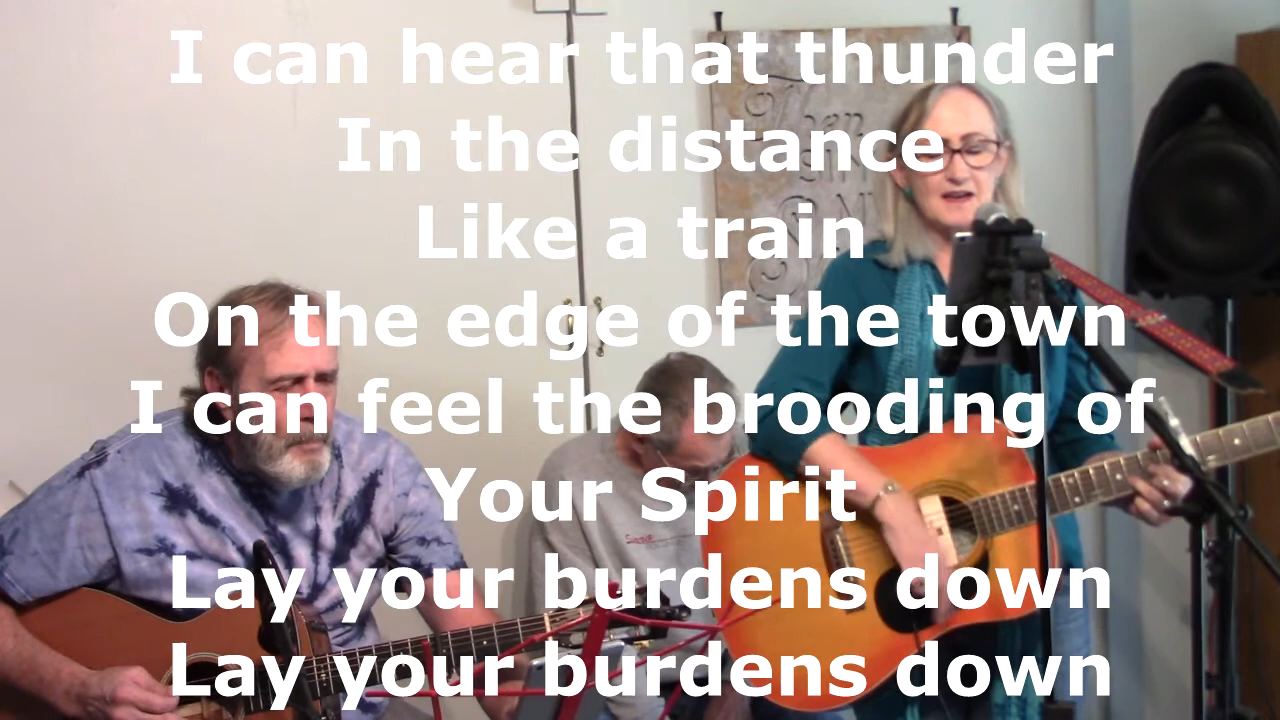 I can hear that thunder
In the distance
Like a train
On the edge of the town
I can feel the brooding of
Your Spirit
Lay your burdens down
Lay your burdens down